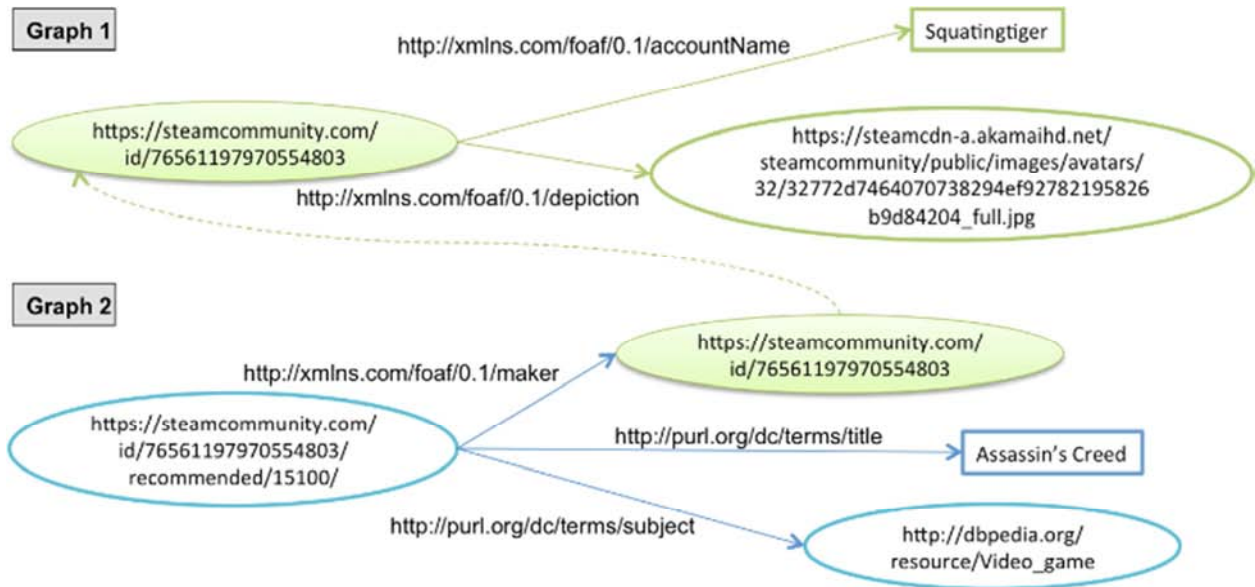 Graph 1
http://xmlns.com/foaf/0.1/accountName
Squatingtiger
https://steamcommunity.com/
id/76561197970554803
http://xmlns.com/foaf/0.1/depiction
https://steamcdn-a.akamaihd.net/
steamcommunity/public/images/avatars/
32/32772d7464070738294ef92782195826
b9d84204_full.jpg
Graph 2
http://xmlns.com/foaf/0.1/maker
https://steamcommunity.com/
id/76561197970554803
https://steamcommunity.com/
id/76561197970554803/
recommended/15100/
http://purl.org/dc/terms/title
Assassin's Creed
http://purl.org/dc/terms/subject
http://dbpedia.org/
resource/Video_game